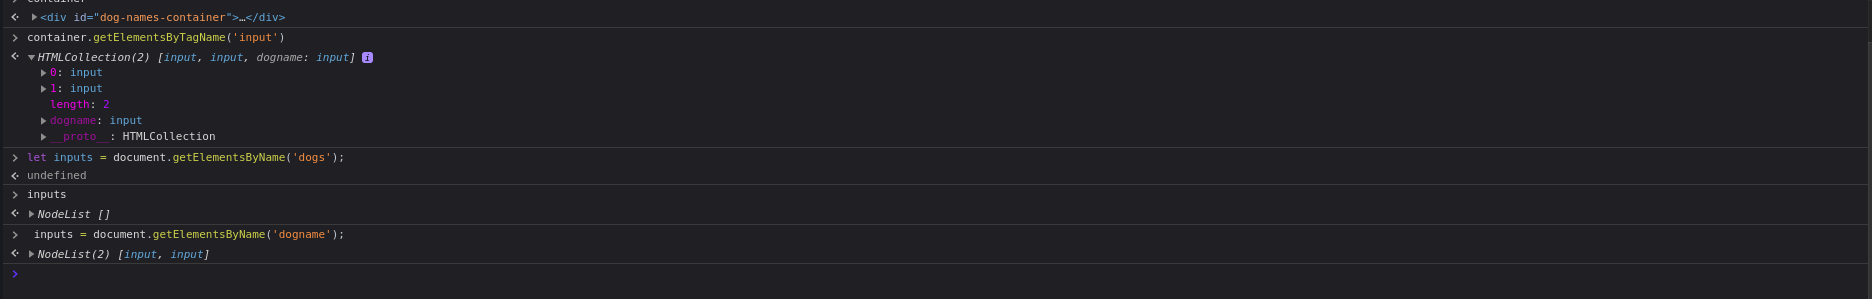 container
<div id="dog-names-container">…</div>
container.getElementsByTagName('input')
HTMLCollection(2) [input, input, dogname: input] i
0: input
1: input
length: 2
dogname: input
__proto__: HTMLCollection
let inputs = document.getElementsByName('dogs');
undefined
inputs
NodeList []
inputs = document.getElementsByName('dogname');
NodeList(2) [input, input]